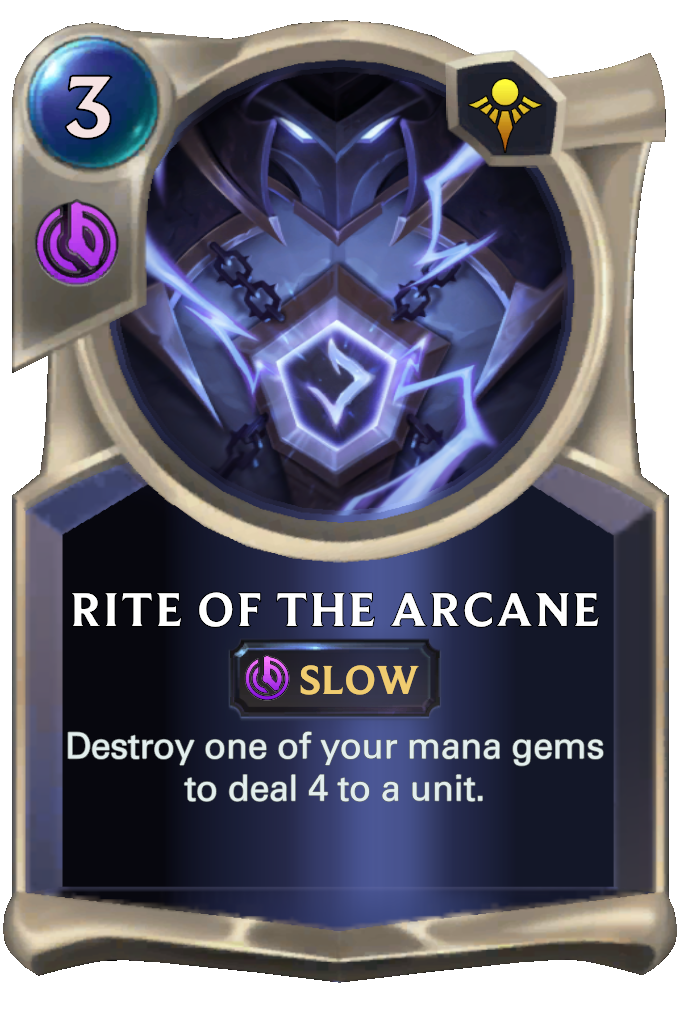 3
RITE OF THE ARCANE
SLOW
Destroy one of your mana gems
to deal 4 to a unit.